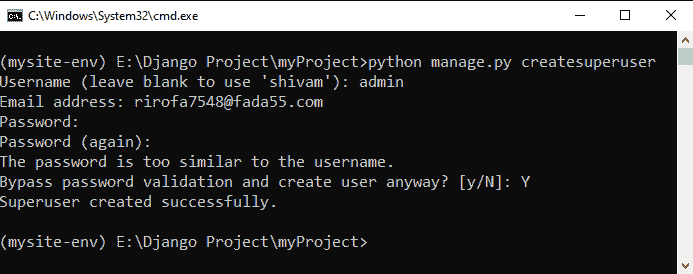 C:\Windows\System32\cmd.exe
(mysite-env) E:\Django Project\myProject>python manage.py createsuperuser
Username (leave blank to use 'shivam'): admin
Email address: rirofa7548@fada55.com
Password:
Password (again):
The password is too similar to the username.
Bypass password validation and create user anyway? [y/N]: Y
Superuser created successfully.
(mysite-env) E:\Django Project\myProject>